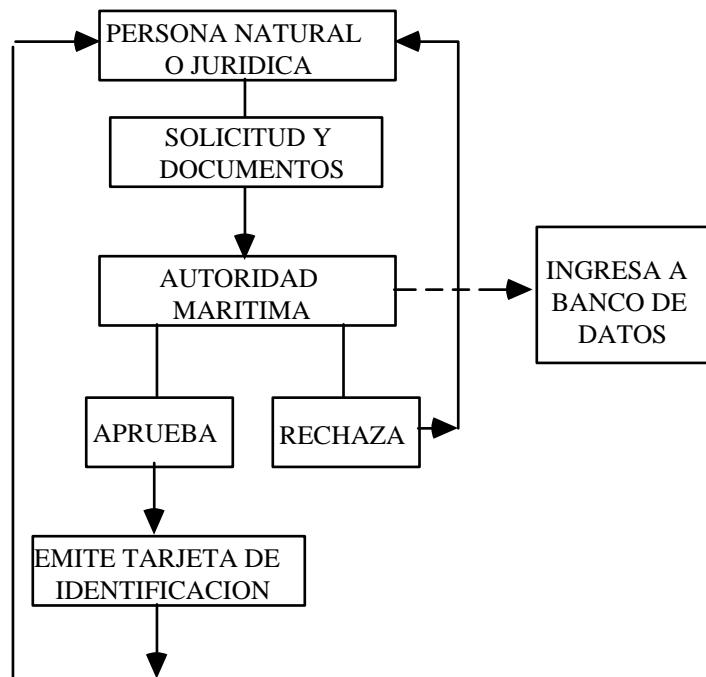 PERSONA NATURAL
O JURIDICA
SOLICITUD Y
DOCUMENTOS
AUTORIDAD
MARITIMA
INGRESA A
BANCO DE
DATOS
APRUEBA
RECHAZA
EMITE TARJETA DE
IDENTIFICACION